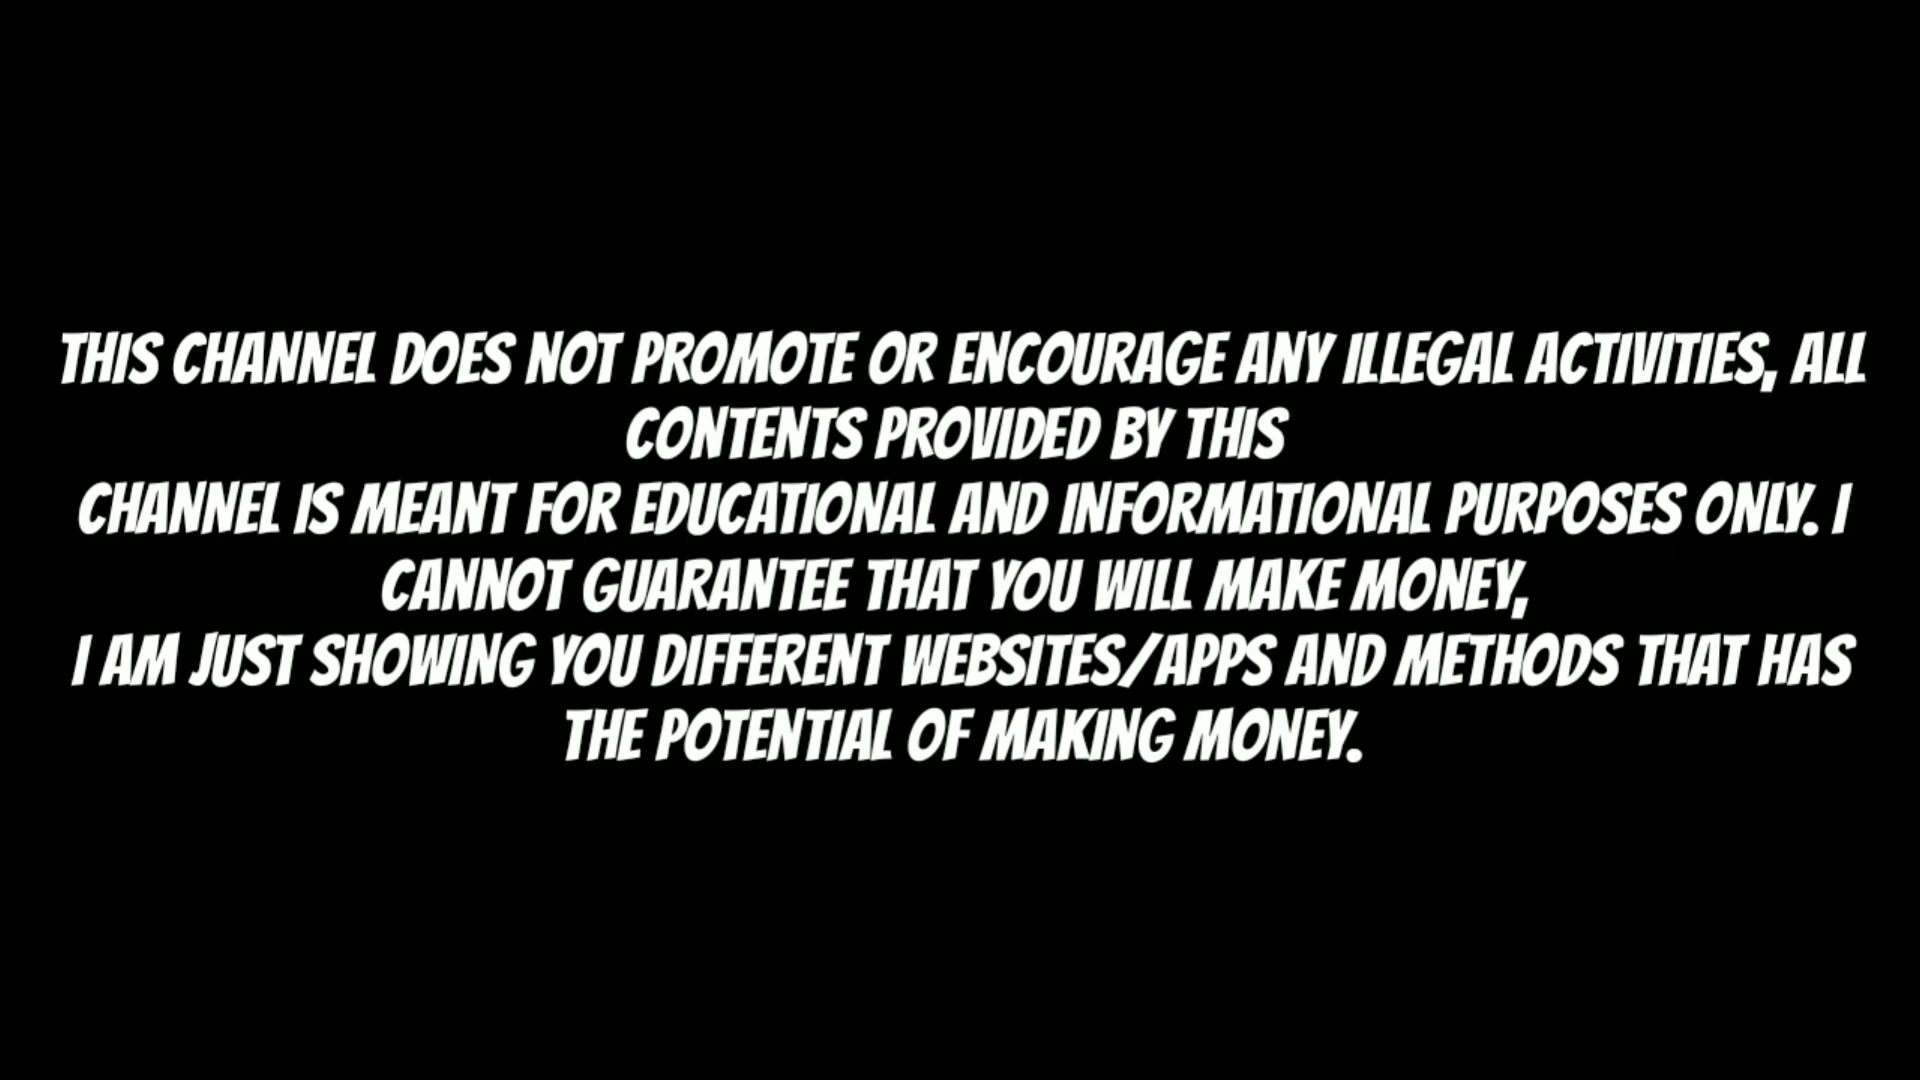 THIS CHANNEL DOES NOT PROMOTE OR ENCOURAGE ANY ILLEGAL ACTIVITIES, ALL
CONTENTS PROVIDED BY THIS
CHANNEL IS MEANT FOR EDUCATIONAL AND INFORMATIONAL PURPOSES ONLY. I
CANNOT GUARANTEE THAT YOU WILL MAKE MONEY,
I AM JUST SHOWING YOU DIFFERENT WEBSITES/APPS AND METHODS THAT HAS
THE POTENTIAL OF MAKING MONEY.